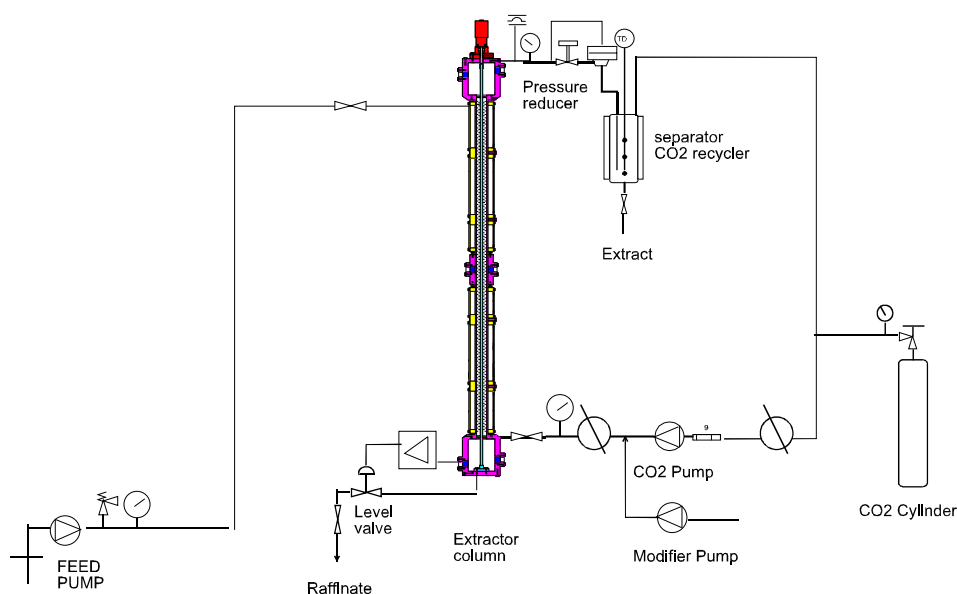 TD
Pressure
reducer
separator
CO2 recycler
Extract
9
CO2 Pump
CO2 Cylinder
Level
valve
Extractor
column
Modifier Pump
FEED
PUMP
Raffinate